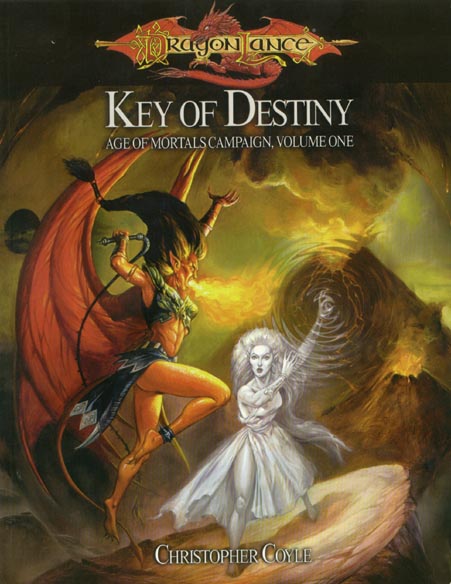 DRAGONLANCE
KEY OF DESTINY
AGE OF MORTALS CAMPAIGN, VOLUME ONE
CHRISTOPHER COYLE